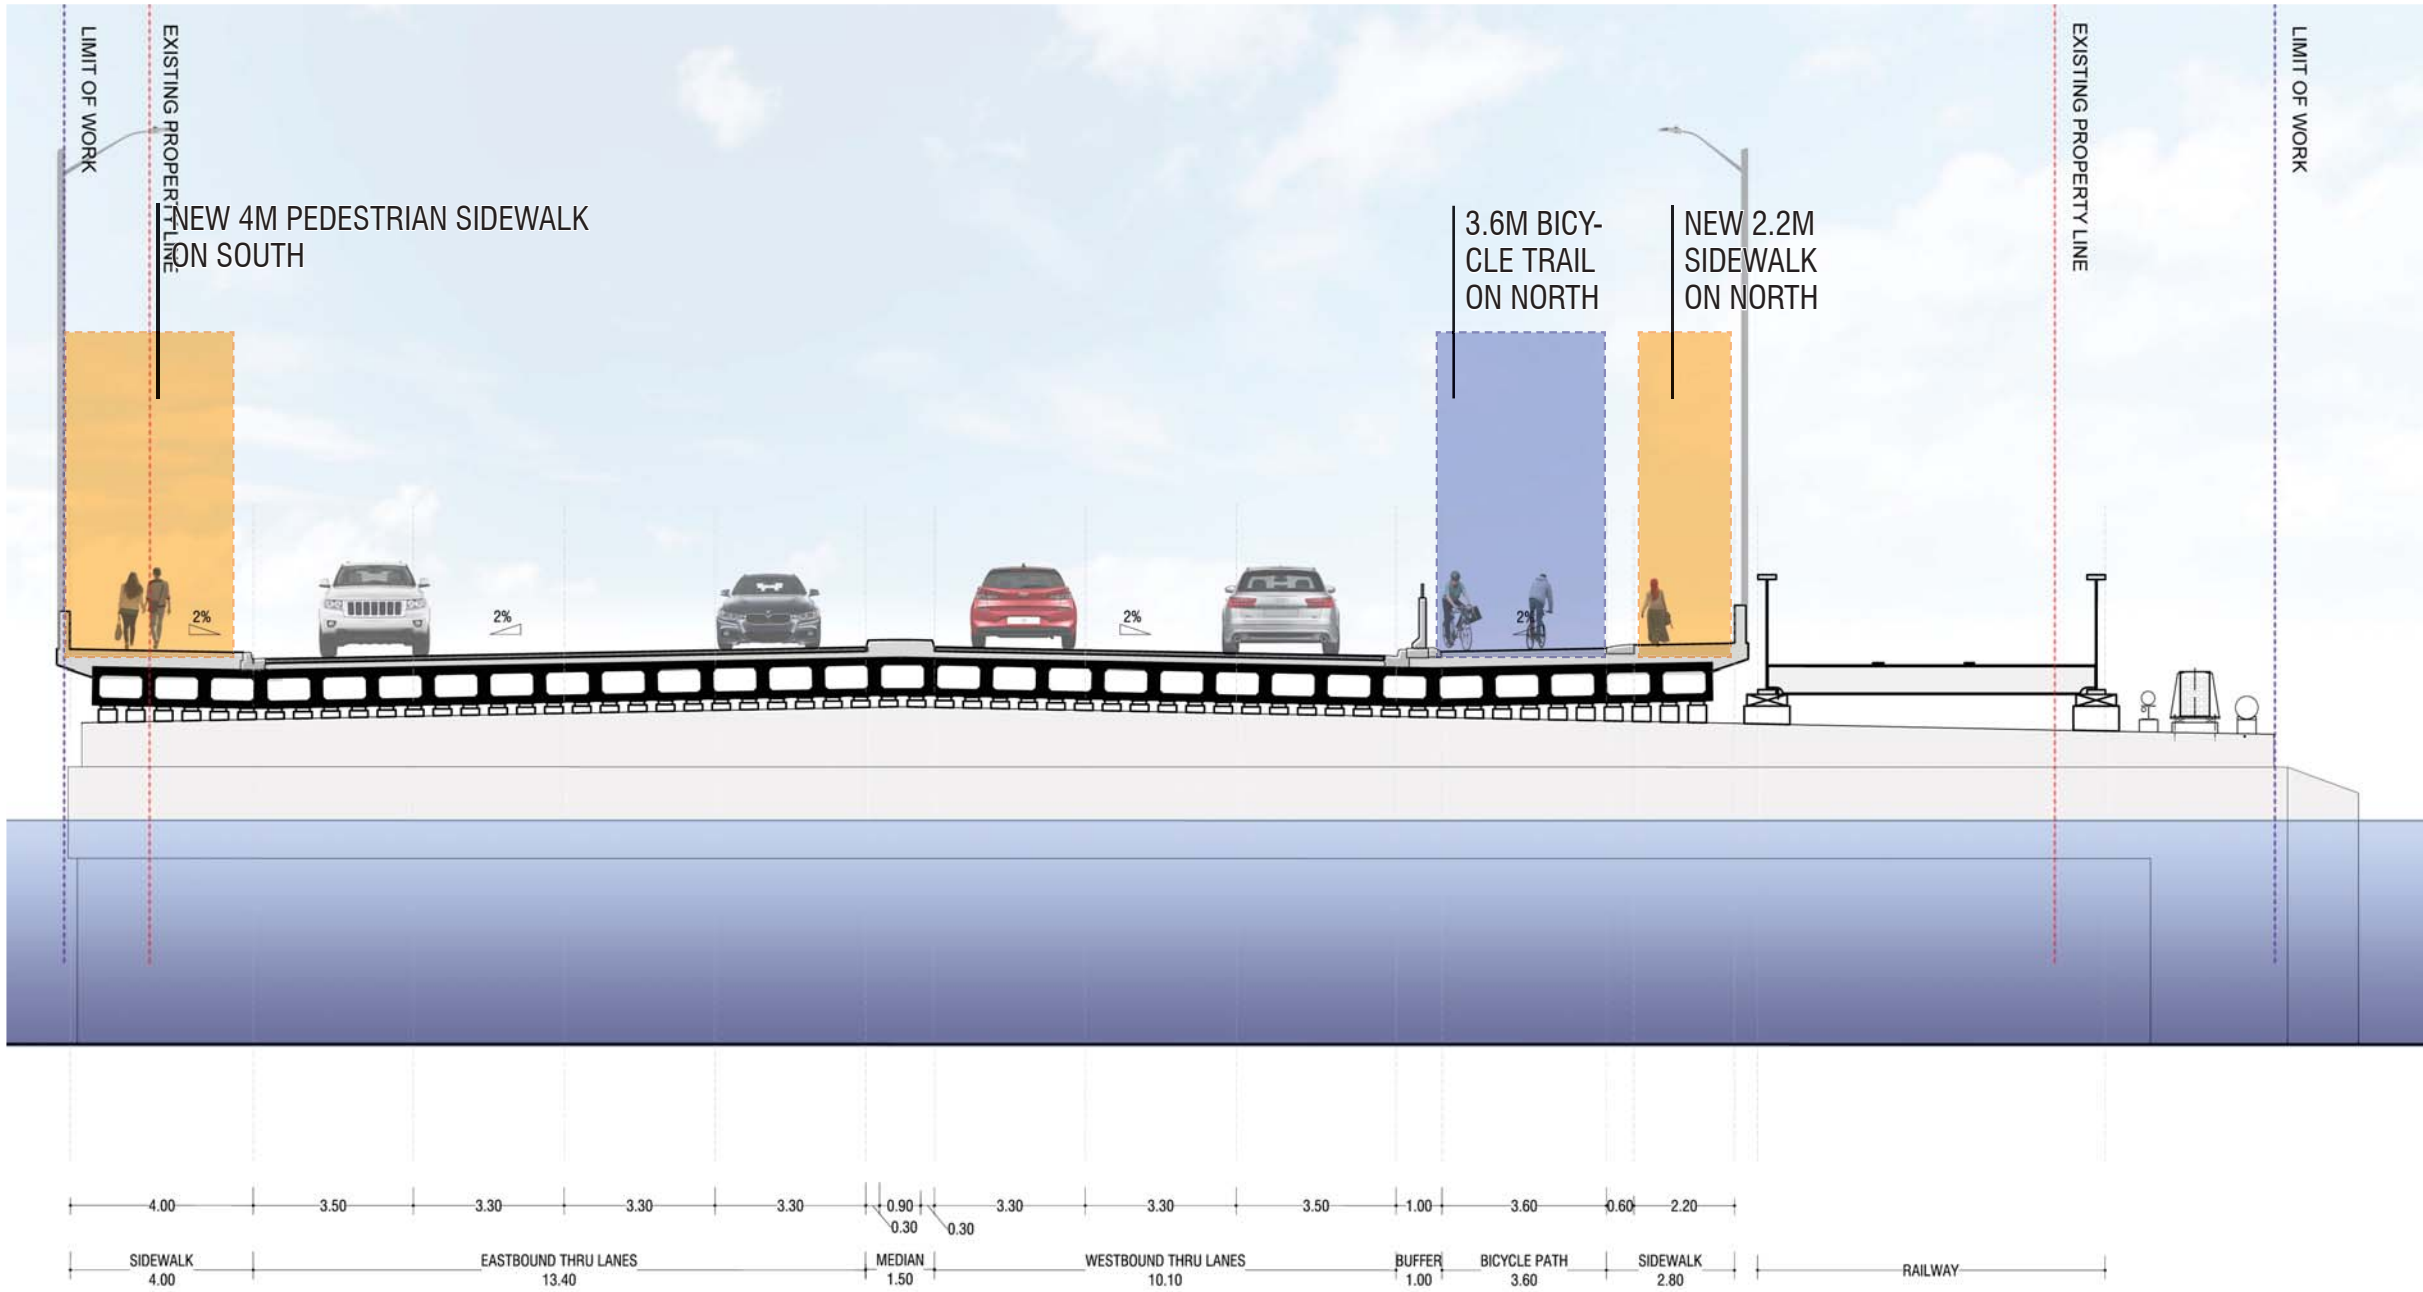 LIMIT OF WORK
EXISTING PROPERTY LINE
EXISTING PROPERTY LINE
LIMIT OF WORK
NEW 4M PEDESTRIAN SIDEWALK
ON SOUTH
3.6M BICY-
CLE TRAIL
ON NORTH
NEW 2.2M
SIDEWALK
ON NORTH
2%
2%
2%
2%
4.00 3.50 3.30 3.30 3.30 0.90 3.30 3.30 3.50 1.00 3.60 0.60 2.20
0.30 0.30
SIDEWALK EASTBOUND THRU LANES MEDIAN WESTBOUND THRU LANES BUFFER BICYCLE PATH SIDEWALK RAILWAY
4.00 13.40 1.50 10.10 1.00 3.60 2.80